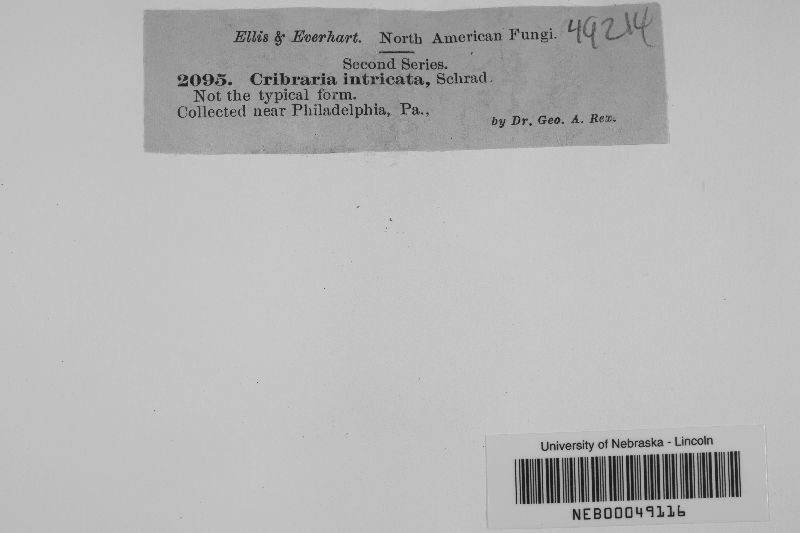 Ellis & Everhart. North American Fungi. 49214
Second Series.
2095. Cribraria intricata, Schrad.
Not the typical form.
Collected near Philadelphia, Pa.,
by Dr. Geo. A. Rex.
University of Nebraska - Lincoln
NEB00049116